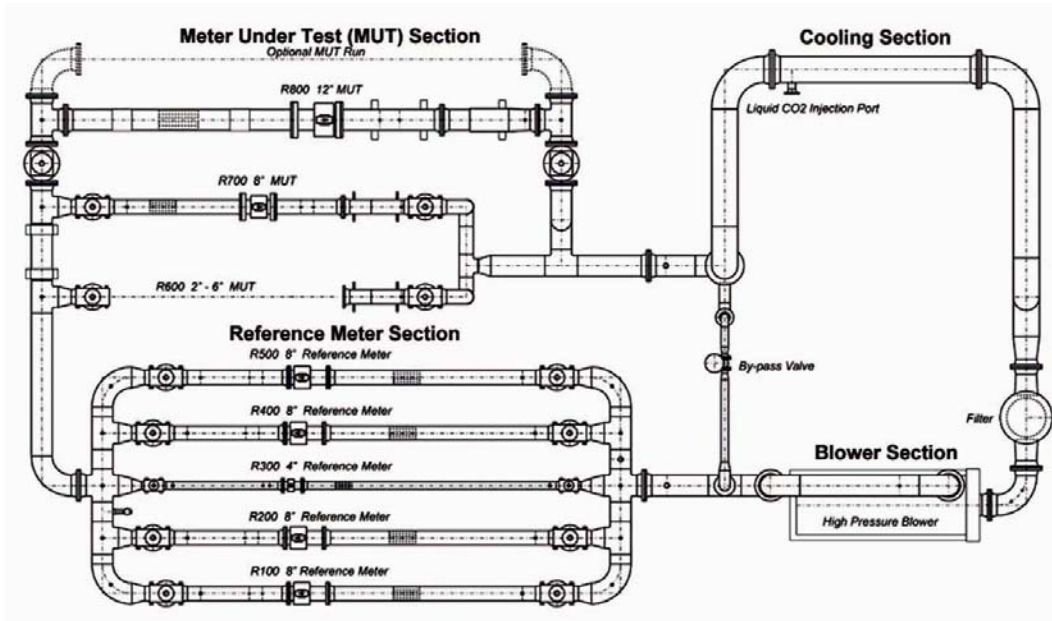 Meter Under Test (MUT) Section
Optional MUT Run
R800 12" MUT
R700 8" MUT
R600 2" - 6" MUT
Cooling Section
Liquid CO2 Injection Port
Reference Meter Section
R500 8" Reference Meter
R400 8" Reference Meter
R300 4" Reference Meter
R200 8" Reference Meter
R100 8" Reference Meter
By-pass Valve
Filter
Blower Section
High Pressure Blower